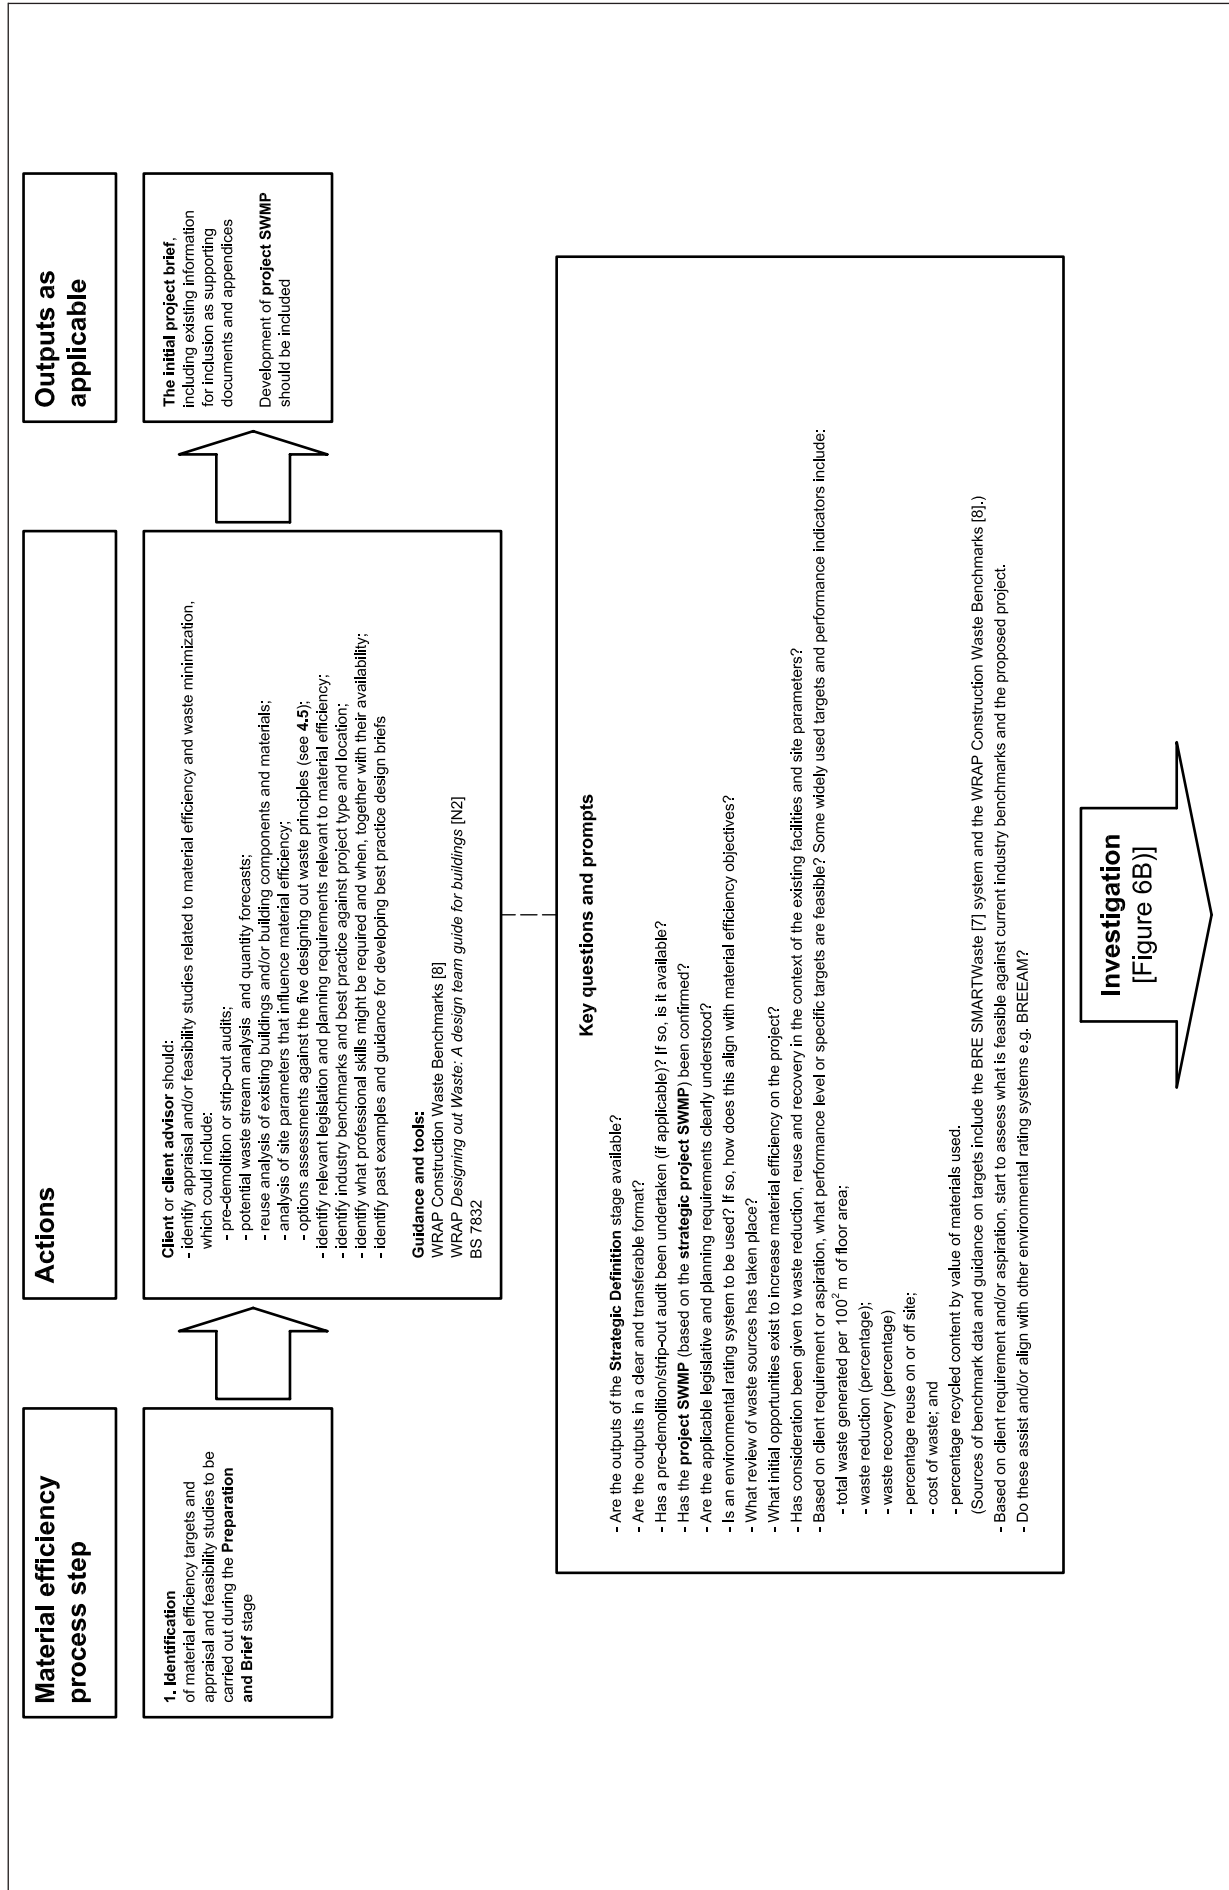 Material efficiency
process step
Actions
Outputs as
applicable
1. Identification
of material efficiency targets and
appraisal and feasibility studies to be
carried out during the Preparation
and Brief stage
Client or client advisor should:
- identify appraisal and/or feasibility studies related to material efficiency and waste minimization,
which could include:
- pre-demolition or strip-out audits;
- potential waste stream analysis and quantity forecasts;
- reuse analysis of existing buildings and/or building components and materials;
- analysis of site parameters that influence material efficiency;
- options assessments against the five designing out waste principles (see 4.5);
- identify relevant legislation and planning requirements relevant to material efficiency;
- identify industry benchmarks and best practice against project type and location;
- identify what professional skills might be required and when, together with their availability;
- identify past examples and guidance for developing best practice design briefs
Guidance and tools:
WRAP Construction Waste Benchmarks [8]
WRAP Designing out Waste: A design team guide for buildings [N2]
BS 7832
The initial project brief,
including existing information
for inclusion as supporting
documents and appendices
Development of project SWMP
should be included
Key questions and prompts
- Are the outputs of the Strategic Definition stage available?
- Are the outputs in a clear and transferable format?
- Has a pre-demolition/strip-out audit been undertaken (if applicable)? If so, is it available?
- Has the project SWMP (based on the strategic project SWMP) been confirmed?
- Are the applicable legislative and planning requirements clearly understood?
- Is an environmental rating system to be used? If so, how does this align with material efficiency objectives?
- What review of waste sources has taken place?
- What initial opportunities exist to increase material efficiency on the project?
- Has consideration been given to waste reduction, reuse and recovery in the context of the existing facilities and site parameters?
- Based on client requirement or aspiration, what performance level or specific targets are feasible? Some widely used targets and performance indicators include:
- total waste generated per 100² m of floor area;
- waste reduction (percentage);
- waste recovery (percentage)
- percentage reuse on or off site;
- cost of waste; and
- percentage recycled content by value of materials used.
(Sources of benchmark data and guidance on targets include the BRE SMARTWaste [7] system and the WRAP Construction Waste Benchmarks [8].)
- Based on client requirement and/or aspiration, start to assess what is feasible against current industry benchmarks and the proposed project.
- Do these assist and/or align with other environmental rating systems e.g. BREEAM?
Investigation
[Figure 6B)]